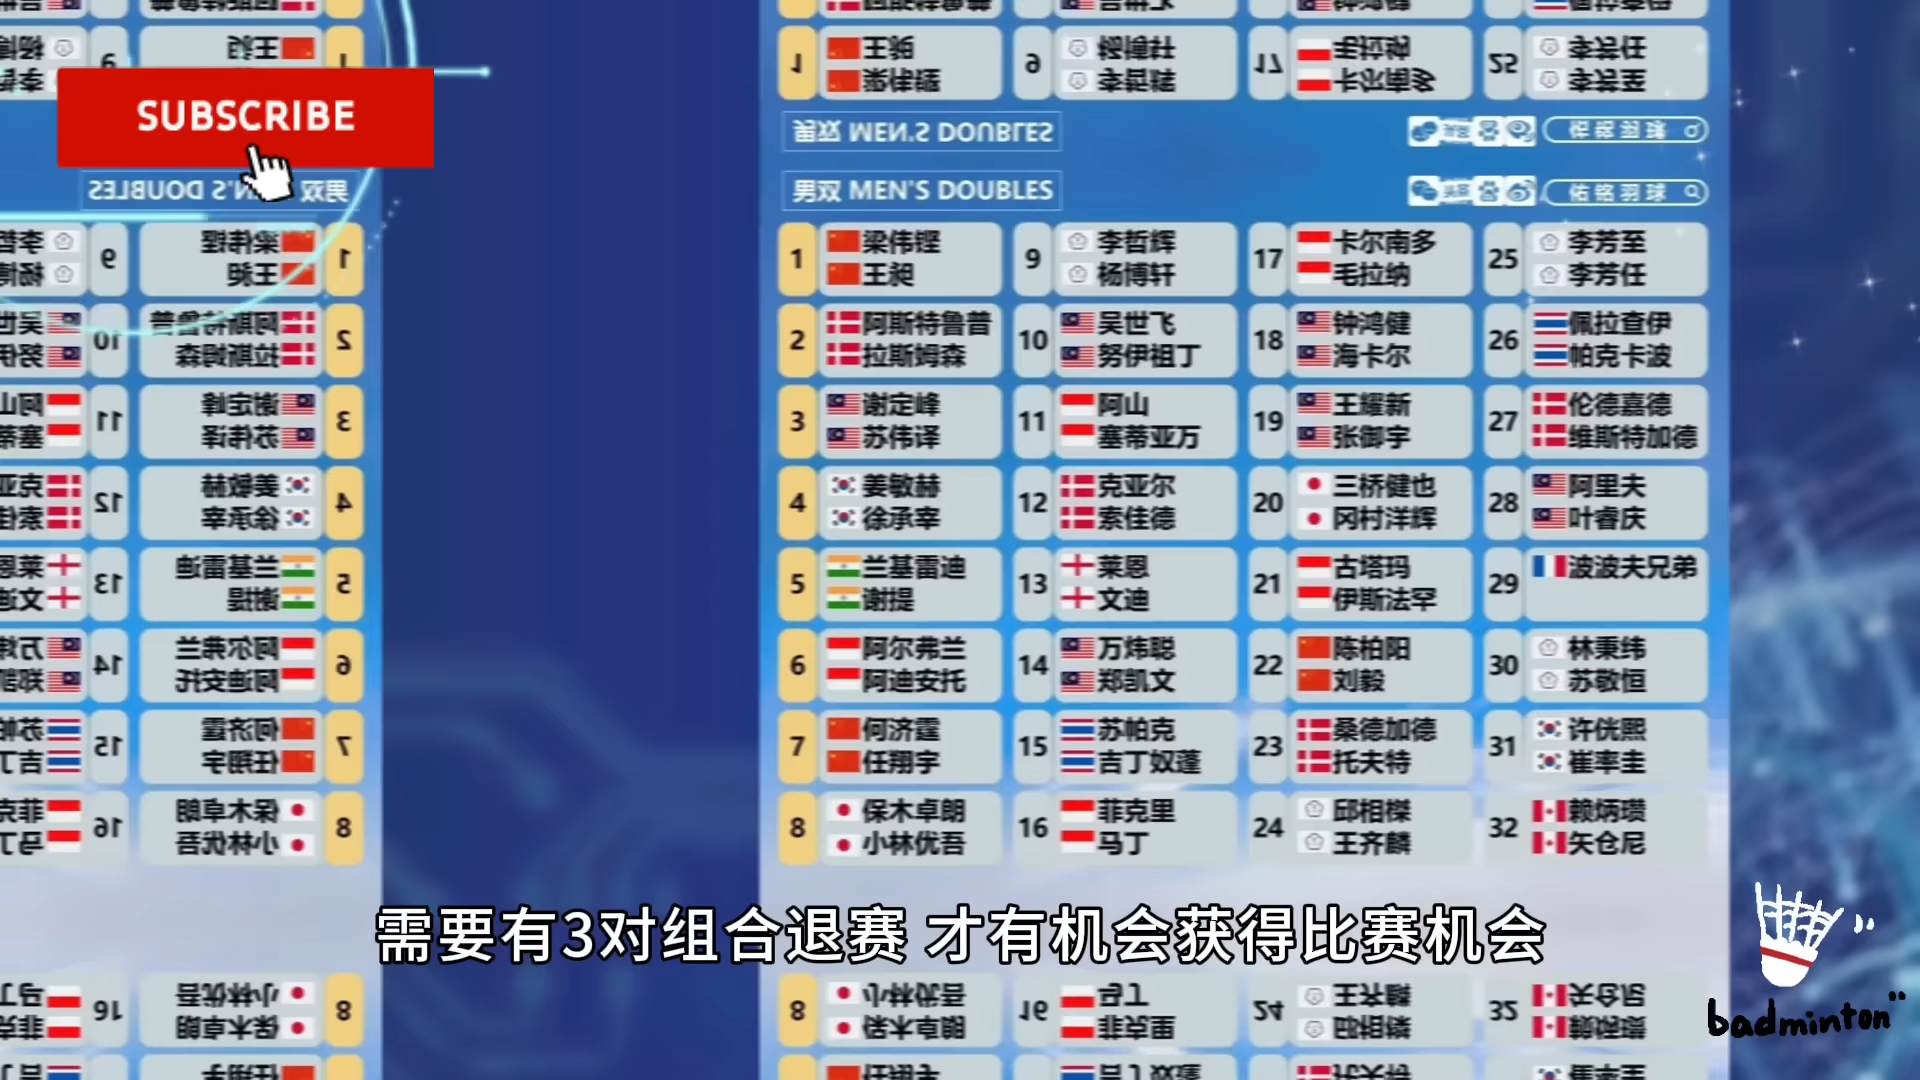 SUBSCRIBE
男双 MEN'S DOUBLES
佑铭羽球
1
梁伟铿
王昶
9
李哲辉
杨博轩
17
卡尔南多
毛拉纳
25
李芳至
李芳任
2
阿斯特鲁普
拉斯姆森
10
吴世飞
努伊祖丁
18
钟鸿健
海卡尔
26
佩拉查伊
帕克卡波
3
谢定峰
苏伟译
11
阿山
塞蒂亚万
19
王耀新
张御宇
27
伦德嘉德
维斯特加德
4
姜敏赫
徐承宰
12
克亚尔
索佳德
20
三桥健也
冈村洋辉
28
阿里夫
叶睿庆
5
兰基雷迪
谢提
13
莱恩
文迪
21
古塔玛
伊斯法罕
29
波波夫兄弟
6
阿尔弗兰
阿迪安托
14
万炜聪
郑凯文
22
陈柏阳
刘毅
30
林秉纬
苏敬恒
7
何济霆
任翔宇
15
苏帕克
吉丁奴蓬
23
桑德加德
托夫特
31
许侊熙
崔率圭
8
保木卓朗
小林优吾
16
菲克里
马丁
24
邱相榤
王齐麟
32
赖炳瓒
矢仓尼
需要有3对组合退赛 才有机会获得比赛机会
badminton